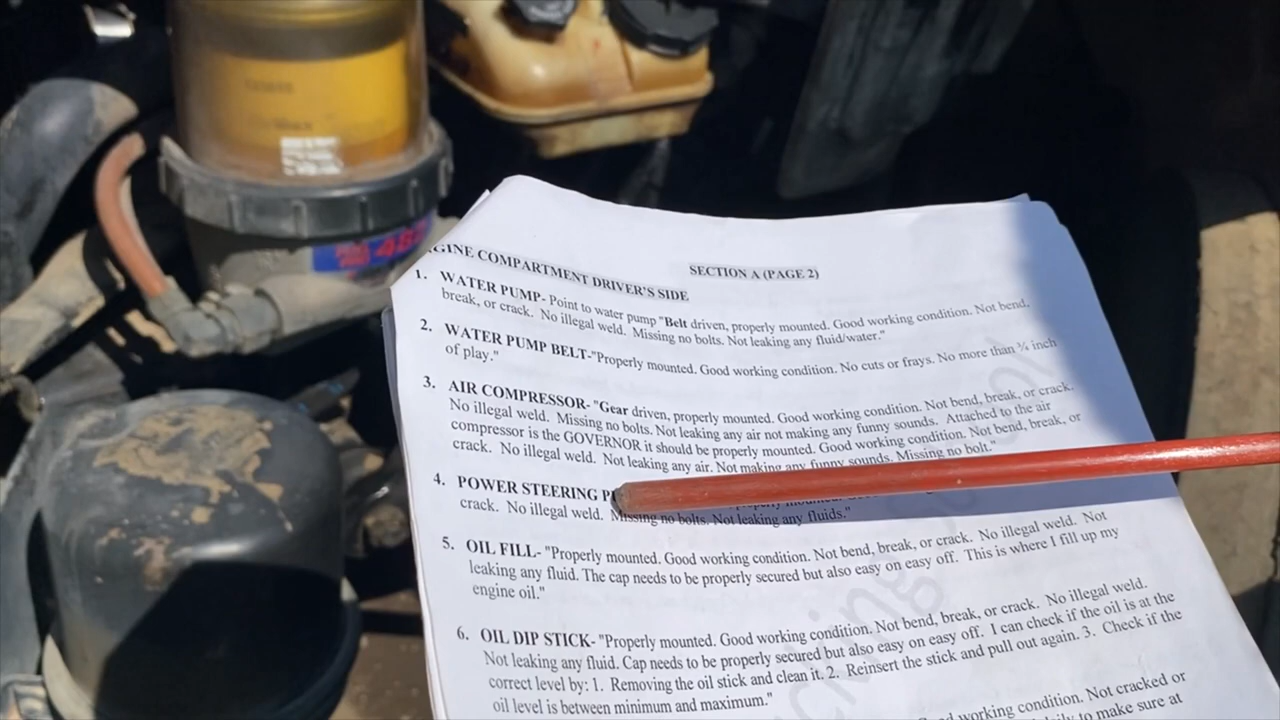 GINE COMPARTMENT DRIVER'S SIDE
SECTION A (PAGE 2)
1. WATER PUMP- Point to water pump "Belt driven, properly mounted. Good working condition. Not bend,
break, or crack. No illegal weld. Missing no bolts. Not leaking any fluid/water."
2. WATER PUMP BELT-"Properly mounted. Good working condition. No cuts or frays. No more than ¾ inch
of play."
3. AIR COMPRESSOR- "Gear driven, properly mounted. Good working condition. Not bend, break, or crack.
No illegal weld. Missing no bolts. Not leaking any air not making any funny sounds. Attached to the air
compressor is the GOVERNOR it should be properly mounted. Good working condition. Not bend, break, or
crack. No illegal weld. Not leaking any air. Not making any funny sounds. Missing no bolt."
4. POWER STEERING
crack. No illegal weld. Missing no bolts. Not leaking any fluids."
5. OIL FILL- "Properly mounted. Good working condition. Not bend, break, or crack. No illegal weld. Not
leaking any fluid. The cap needs to be properly secured but also easy on easy off. This is where I fill up my
engine oil."
6. OIL DIP STICK- "Properly mounted. Good working condition. Not bend, break, or crack. No illegal weld.
Not leaking any fluid. Cap needs to be properly secured but also easy on easy off. I can check if the oil is at the
correct level by: 1. Removing the oil stick and clean it. 2. Reinsert the stick and pull out again. 3. Check if the
oil level is between minimum and maximum."
working condition. Not cracked or
to make sure at